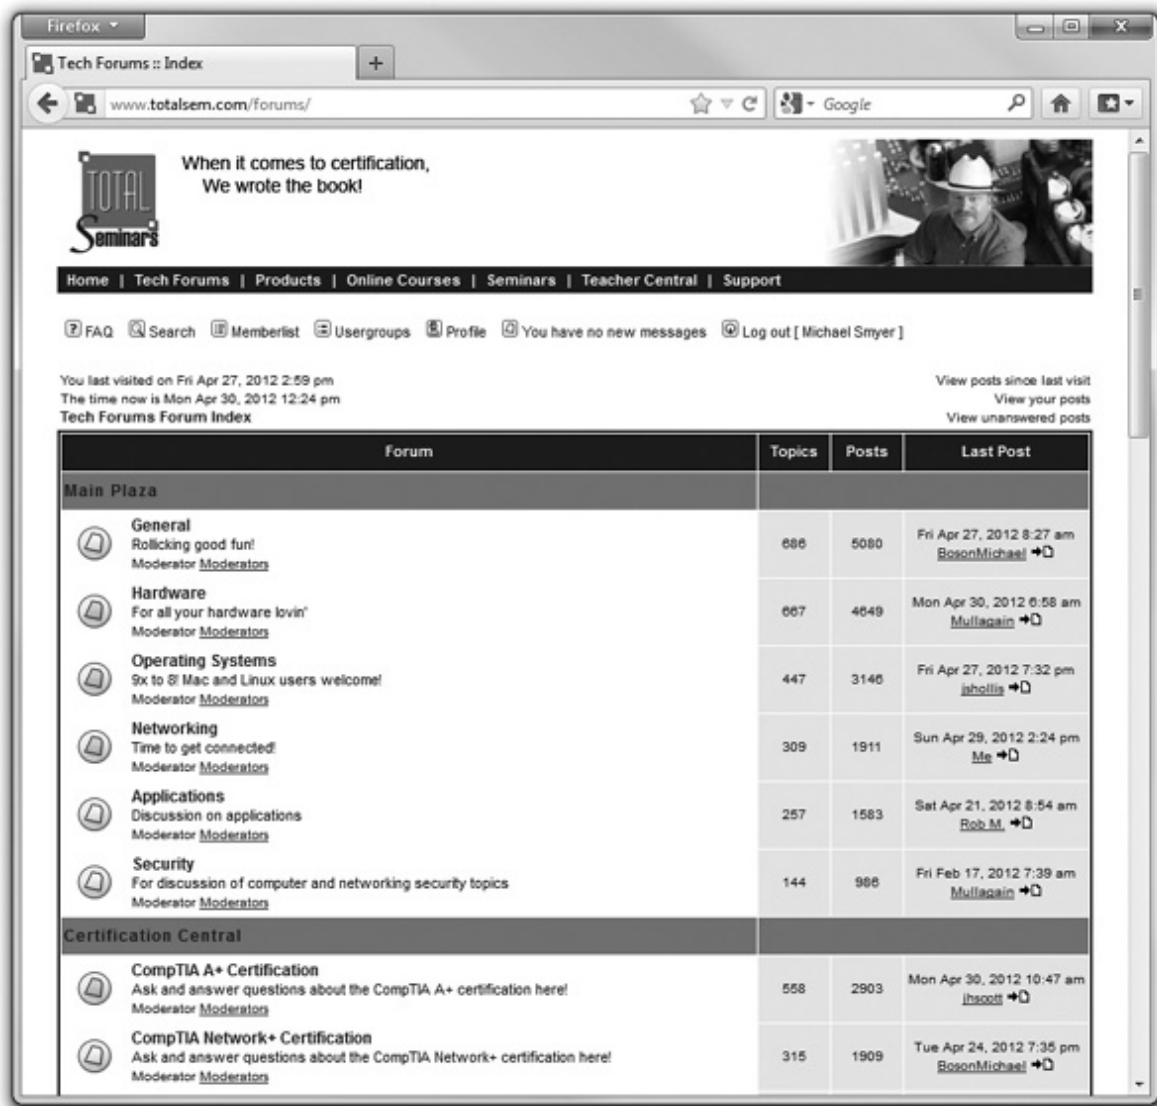 Firefox
Tech Forums :: Index
+
www.totalsem.com/forums/
Google
TOTAL
Seminars
When it comes to certification,
We wrote the book!
Home | Tech Forums | Products | Online Courses | Seminars | Teacher Central | Support
FAQ Search Memberlist Usergroups Profile You have no new messages Log out [ Michael Smyer ]
You last visited on Fri Apr 27, 2012 2:59 pm
View posts since last visit
The time now is Mon Apr 30, 2012 12:24 pm
View your posts
Tech Forums Forum Index
View unanswered posts
Forum Topics Posts Last Post
Main Plaza
General
Rollicking good fun!
Moderator Moderators
686 5080
Fri Apr 27, 2012 8:27 am
BosonMichael
Hardware
For all your hardware lovin'
Moderator Moderators
667 4649
Mon Apr 30, 2012 6:58 am
Mullagain
Operating Systems
9x to 8! Mac and Linux users welcome!
Moderator Moderators
447 3146
Fri Apr 27, 2012 7:32 pm
jshollis
Networking
Time to get connected!
Moderator Moderators
309 1911
Sun Apr 29, 2012 2:24 pm
Me
Applications
Discussion on applications
Moderator Moderators
257 1583
Sat Apr 21, 2012 8:54 am
Rob M.
Security
For discussion of computer and networking security topics
Moderator Moderators
144 986
Fri Feb 17, 2012 7:39 am
Mullagain
Certification Central
CompTIA A+ Certification
Ask and answer questions about the CompTIA A+ certification here!
Moderator Moderators
558 2903
Mon Apr 30, 2012 10:47 am
jhscott
CompTIA Network+ Certification
Ask and answer questions about the CompTIA Network+ certification here!
Moderator Moderators
315 1909
Tue Apr 24, 2012 7:35 pm
BosonMichael